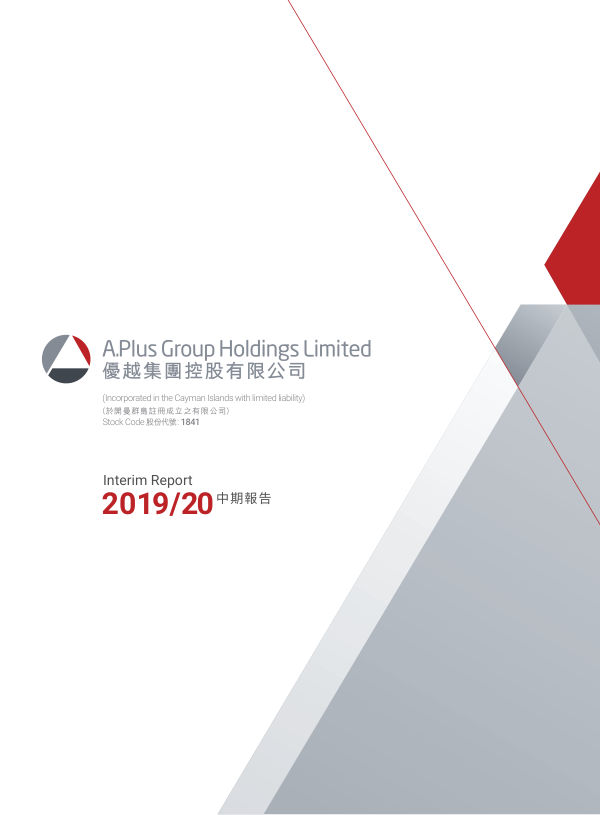 A.Plus Group Holdings Limited
優越集團控股有限公司
(Incorporated in the Cayman Islands with limited liability)
(於開曼群島註冊成立之有限公司)
Stock Code 股份代號: 1841
Interim Report
2019/20 中期報告